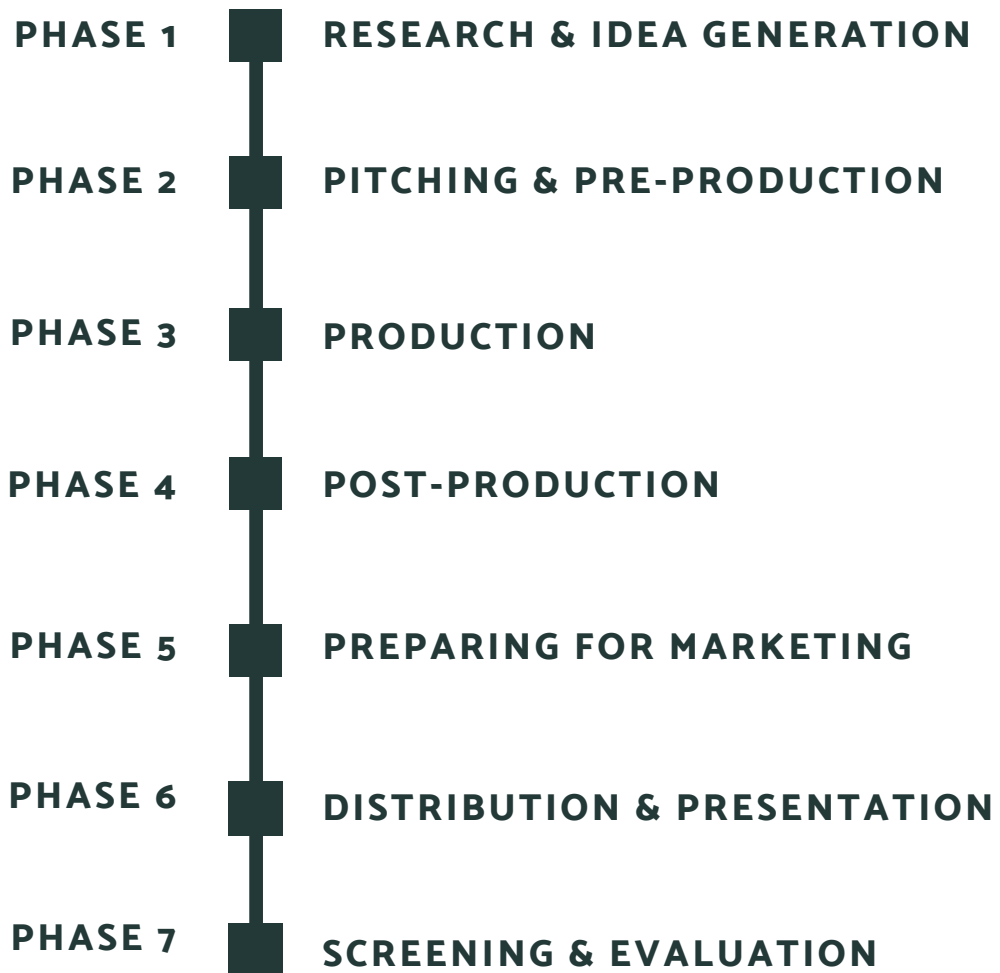 PHASE 1 RESEARCH & IDEA GENERATION
PHASE 2 PITCHING & PRE-PRODUCTION
PHASE 3 PRODUCTION
PHASE 4 POST-PRODUCTION
PHASE 5 PREPARING FOR MARKETING
PHASE 6 DISTRIBUTION & PRESENTATION
PHASE 7 SCREENING & EVALUATION